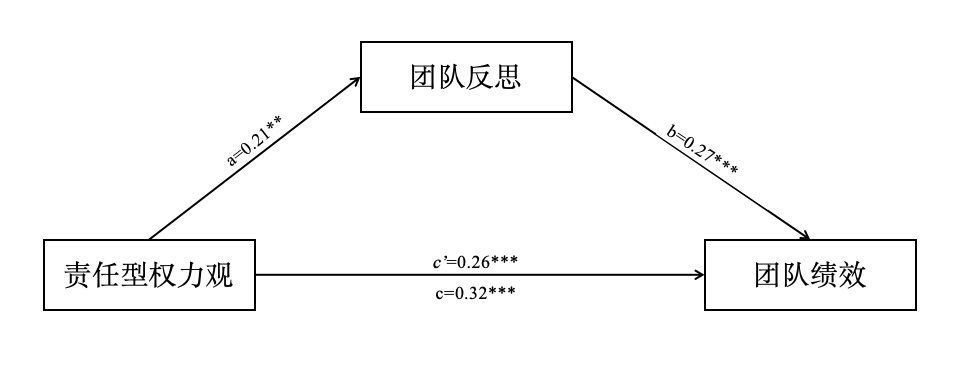 团队反思
a=0.21**
b=0.27***
责任型权力观
c’=0.26***
c=0.32***
团队绩效